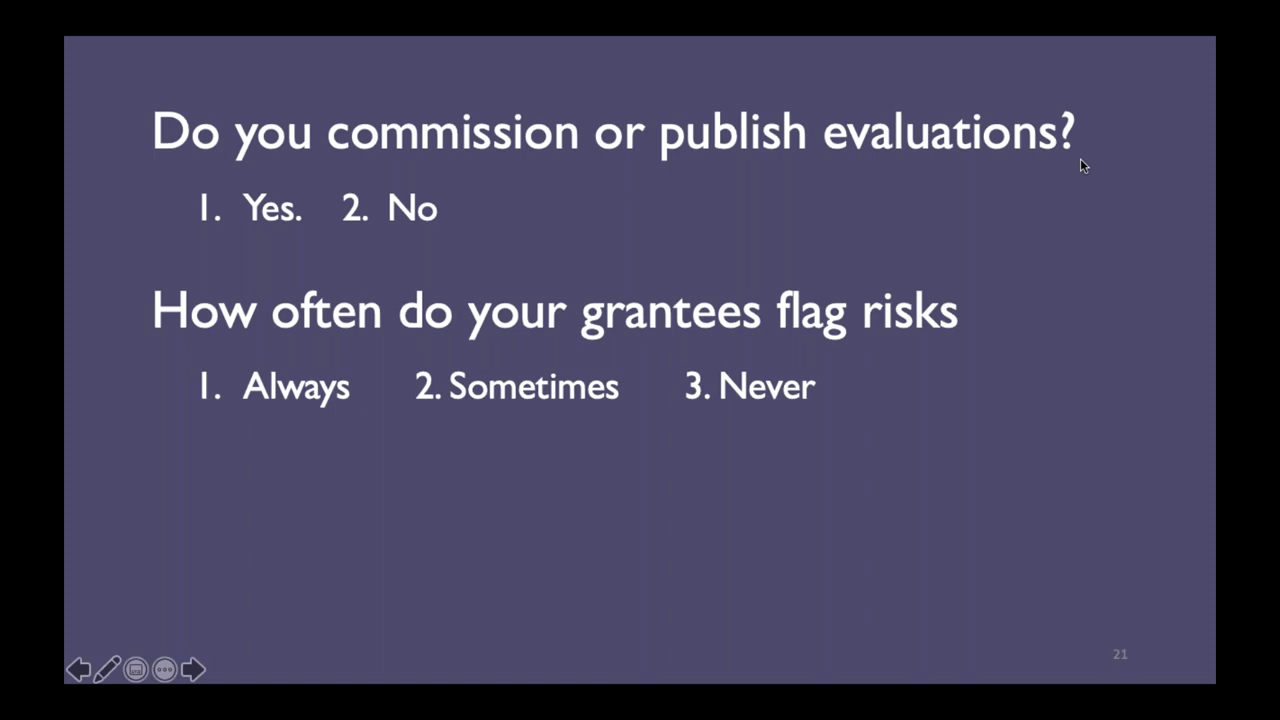 Do you commission or publish evaluations?
1. Yes. 2. No
How often do your grantees flag risks
1. Always 2. Sometimes 3. Never
21